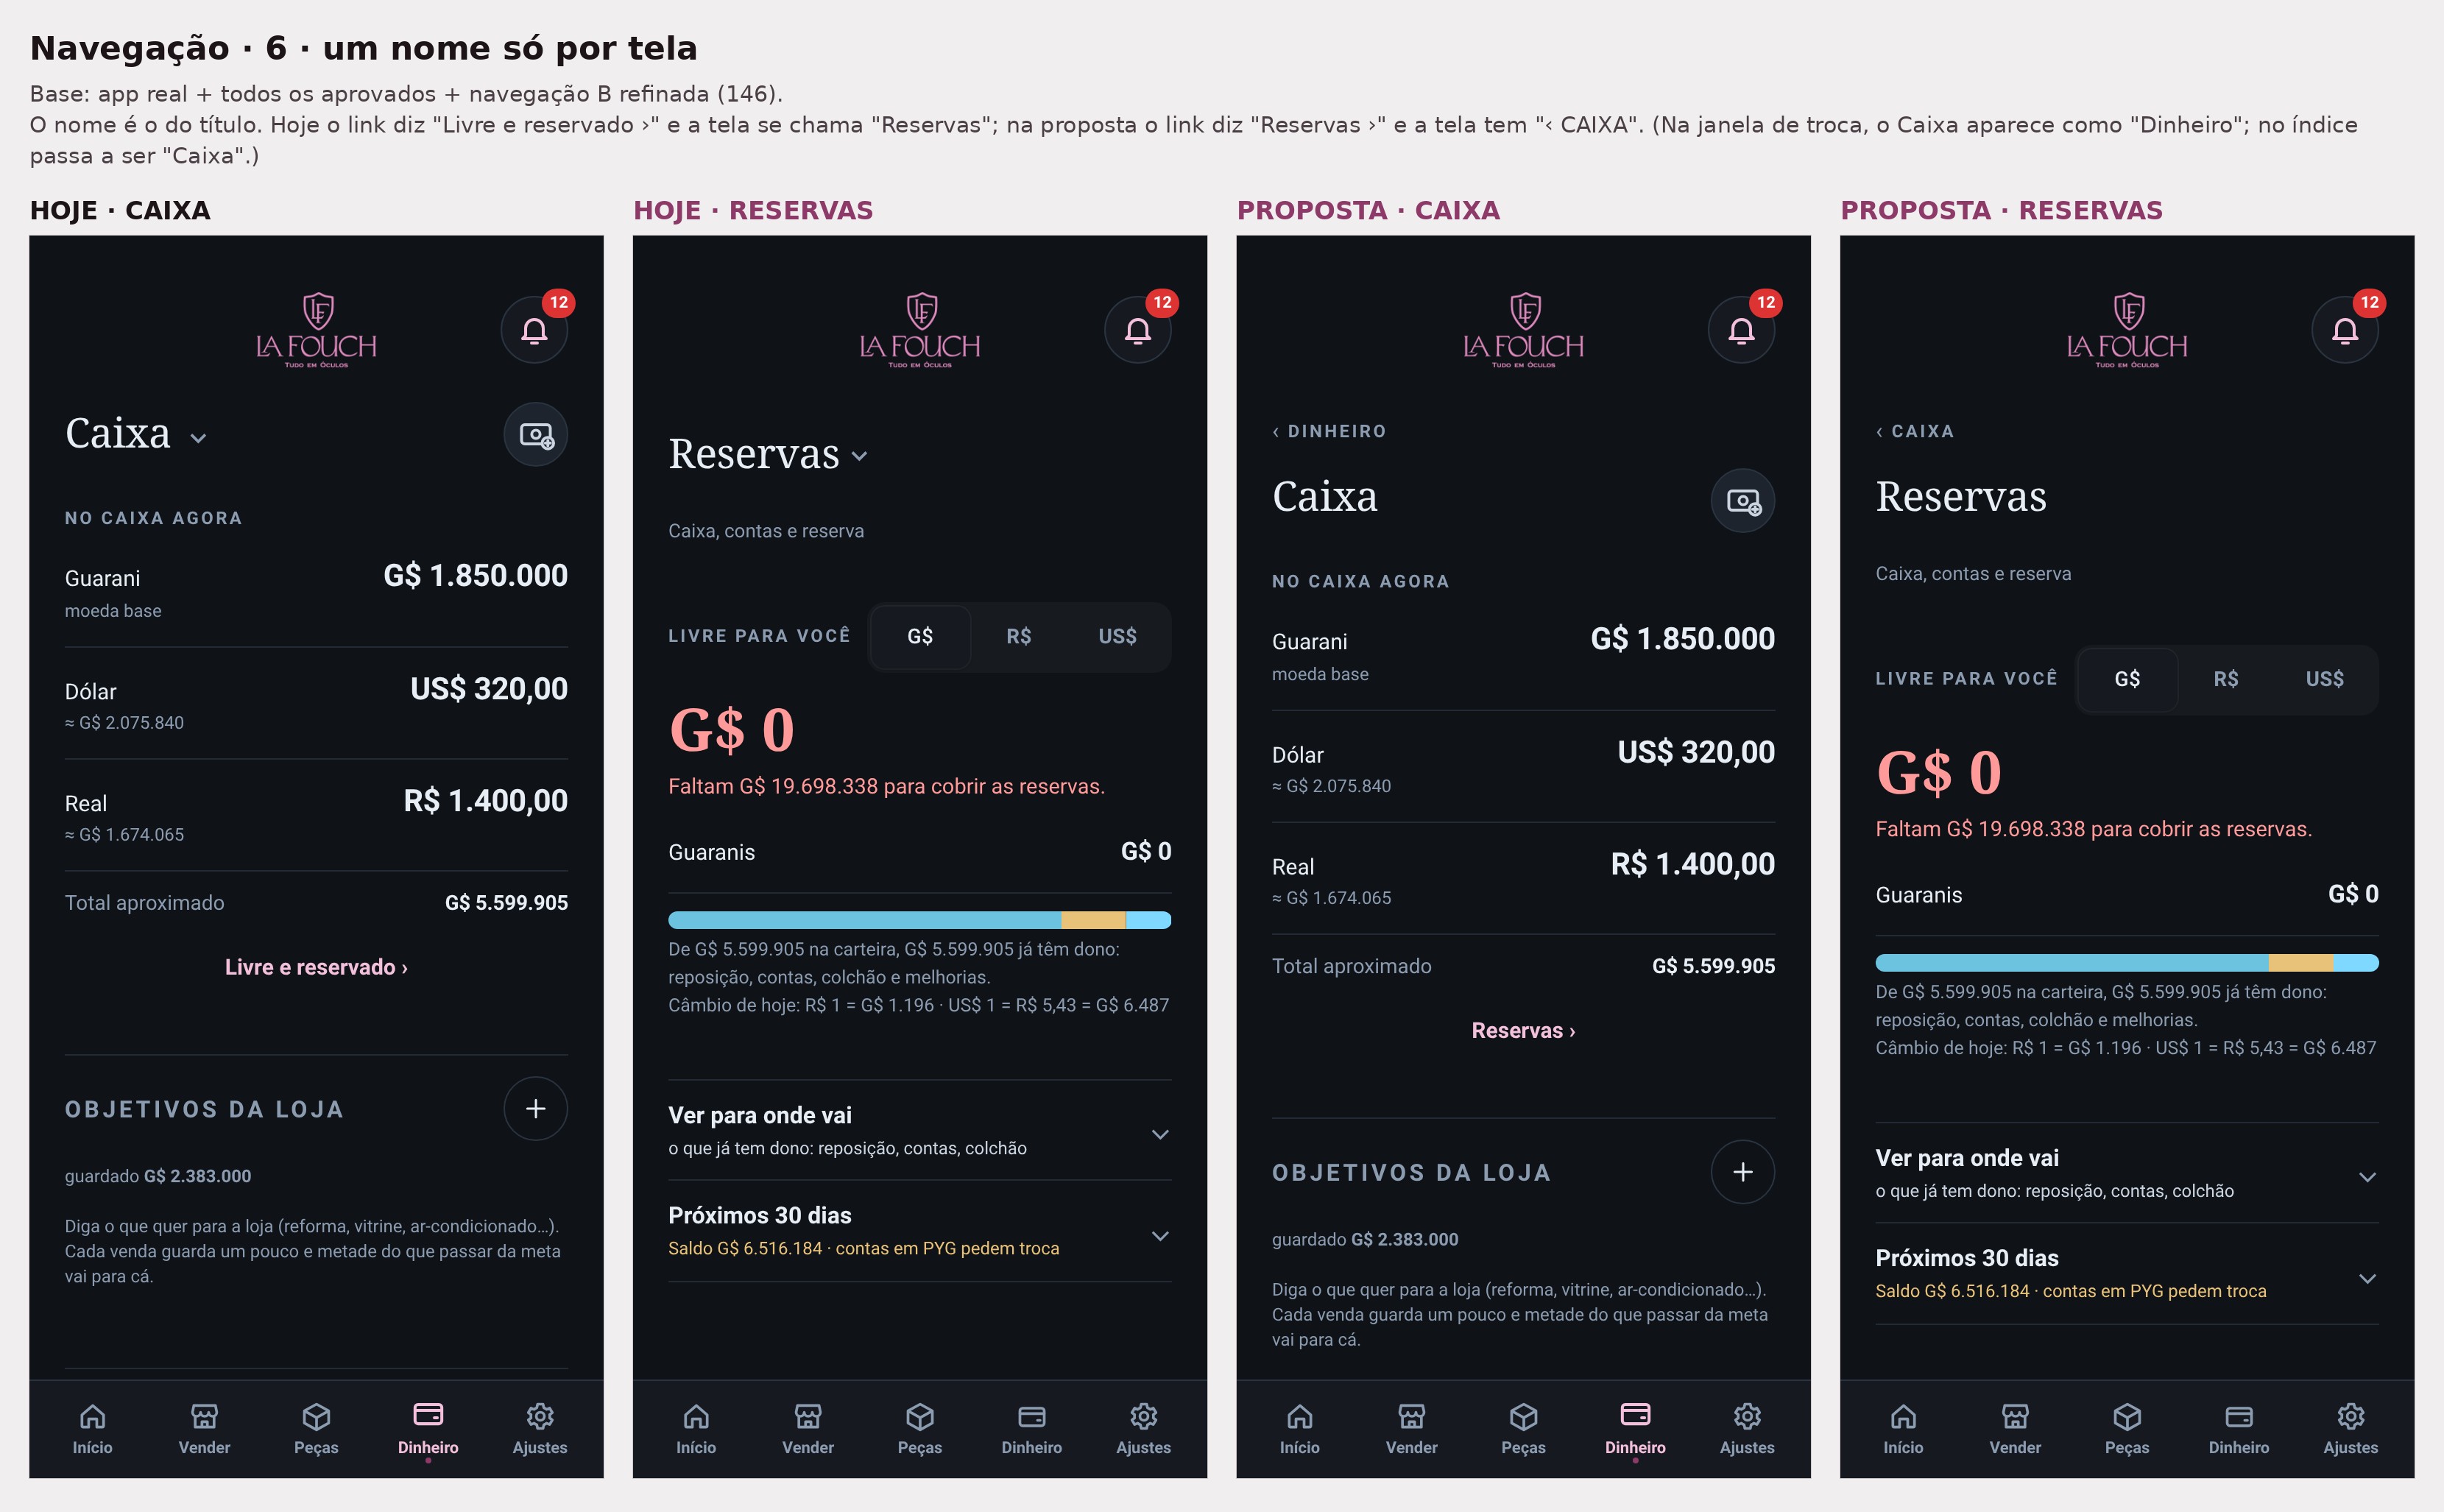 Navegação · 6 · um nome só por tela
Base: app real + todos os aprovados + navegação B refinada (146).
O nome é o do título. Hoje o link diz "Livre e reservado ›" e a tela se chama "Reservas"; na proposta o link diz "Reservas ›" e a tela tem "‹ CAIXA". (Na janela de troca, o Caixa aparece como "Dinheiro"; no índice
passa a ser "Caixa".)
HOJE · CAIXA
LF
LA FOUCH
TUDO EM ÓCULOS
12
Caixa
NO CAIXA AGORA
Guarani
G$ 1.850.000
moeda base
Dólar
US$ 320,00
≈ G$ 2.075.840
Real
R$ 1.400,00
≈ G$ 1.674.065
Total aproximado
G$ 5.599.905
Livre e reservado ›
OBJETIVOS DA LOJA
guardado G$ 2.383.000
Diga o que quer para a loja (reforma, vitrine, ar-condicionado…).
Cada venda guarda um pouco e metade do que passar da meta
vai para cá.
Início
Vender
Peças
Dinheiro
Ajustes
HOJE · RESERVAS
LF
LA FOUCH
TUDO EM ÓCULOS
12
Reservas
Caixa, contas e reserva
LIVRE PARA VOCÊ
G$
R$
US$
G$ 0
Faltam G$ 19.698.338 para cobrir as reservas.
Guaranis
G$ 0
De G$ 5.599.905 na carteira, G$ 5.599.905 já têm dono:
reposição, contas, colchão e melhorias.
Câmbio de hoje: R$ 1 = G$ 1.196 · US$ 1 = R$ 5,43 = G$ 6.487
Ver para onde vai
o que já tem dono: reposição, contas, colchão
Próximos 30 dias
Saldo G$ 6.516.184 · contas em PYG pedem troca
Início
Vender
Peças
Dinheiro
Ajustes
PROPOSTA · CAIXA
LF
LA FOUCH
TUDO EM ÓCULOS
12
‹ DINHEIRO
Caixa
NO CAIXA AGORA
Guarani
G$ 1.850.000
moeda base
Dólar
US$ 320,00
≈ G$ 2.075.840
Real
R$ 1.400,00
≈ G$ 1.674.065
Total aproximado
G$ 5.599.905
Reservas ›
OBJETIVOS DA LOJA
guardado G$ 2.383.000
Diga o que quer para a loja (reforma, vitrine, ar-condicionado…).
Cada venda guarda um pouco e metade do que passar da meta
vai para cá.
Início
Vender
Peças
Dinheiro
Ajustes
PROPOSTA · RESERVAS
LF
LA FOUCH
TUDO EM ÓCULOS
12
‹ CAIXA
Reservas
Caixa, contas e reserva
LIVRE PARA VOCÊ
G$
R$
US$
G$ 0
Faltam G$ 19.698.338 para cobrir as reservas.
Guaranis
G$ 0
De G$ 5.599.905 na carteira, G$ 5.599.905 já têm dono:
reposição, contas, colchão e melhorias.
Câmbio de hoje: R$ 1 = G$ 1.196 · US$ 1 = R$ 5,43 = G$ 6.487
Ver para onde vai
o que já tem dono: reposição, contas, colchão
Próximos 30 dias
Saldo G$ 6.516.184 · contas em PYG pedem troca
Início
Vender
Peças
Dinheiro
Ajustes